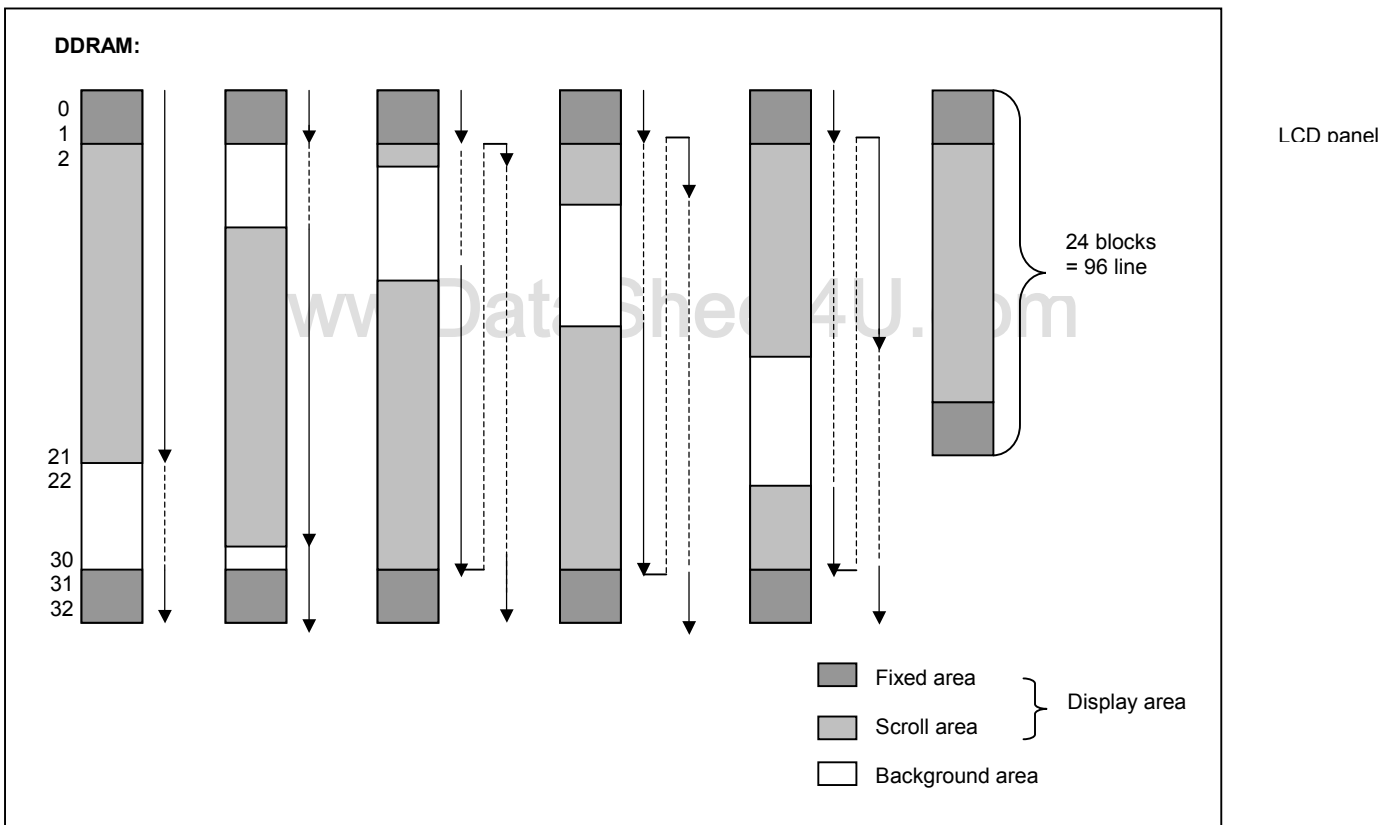 DDRAM:
0
1
2
21
22
30
31
32
24 blocks
= 96 line
LCD panel
www.DataSheet4U.com
Fixed area
Scroll area
Display area
Background area